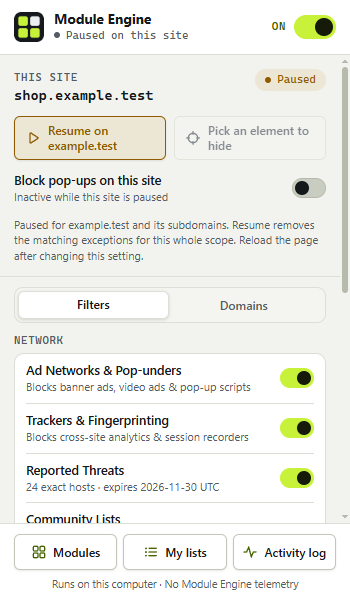 Module Engine
Paused on this site
ON
THIS SITE
Paused
shop.example.test
Resume on
example.test
Pick an element to
hide
Block pop-ups on this site
Inactive while this site is paused
Paused for example.test and its subdomains. Resume removes
the matching exceptions for this whole scope. Reload the page
after changing this setting.
Filters
Domains
NETWORK
Ad Networks & Pop-unders
Blocks banner ads, video ads & pop-up scripts
Trackers & Fingerprinting
Blocks cross-site analytics & session recorders
Reported Threats
24 exact hosts · expires 2026-11-30 UTC
Community Lists
Modules
My lists
Activity log
Runs on this computer · No Module Engine telemetry